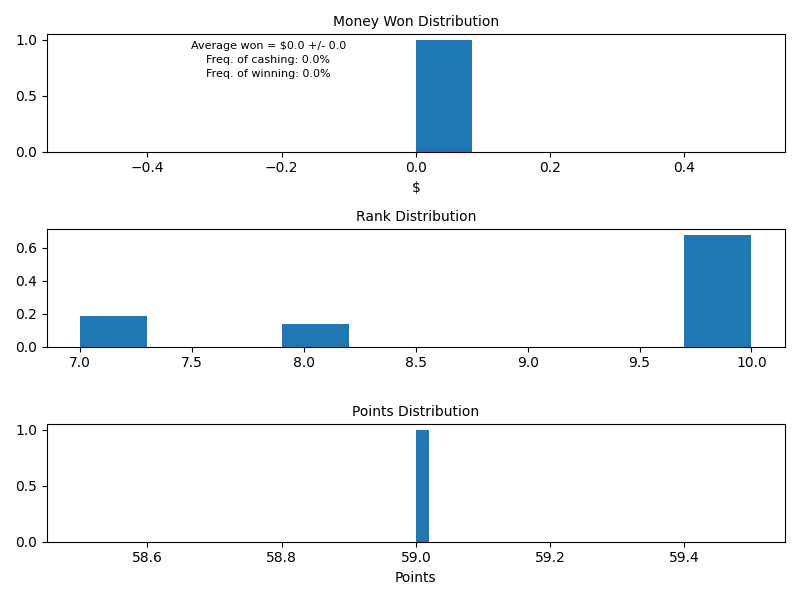 Money Won Distribution
Average won = $0.0 +/- 0.0
Freq. of cashing: 0.0%
Freq. of winning: 0.0%
1.0
0.5
0.0
−0.4 −0.2 0.0 0.2 0.4
$
Rank Distribution
0.6
0.4
0.2
0.0
7.0 7.5 8.0 8.5 9.0 9.5 10.0
Points Distribution
1.0
0.5
0.0
58.6 58.8 59.0 59.2 59.4
Points